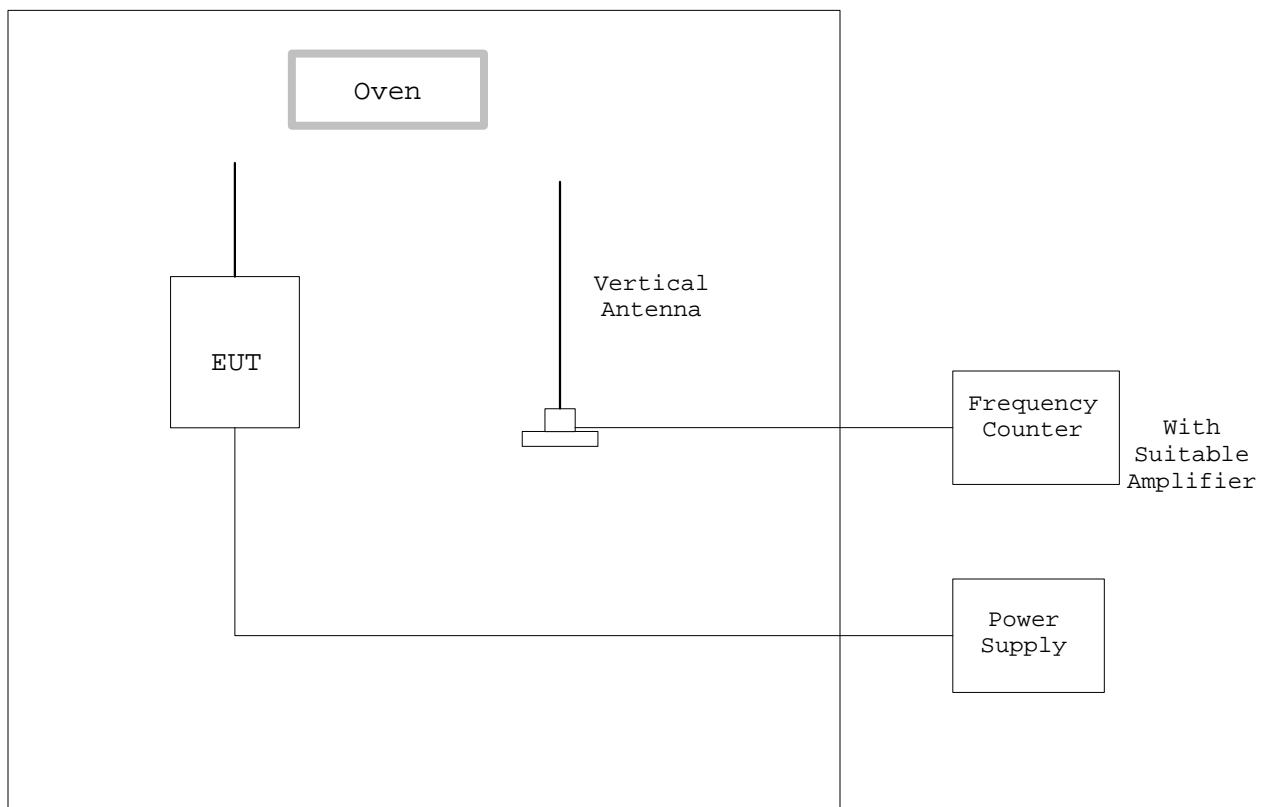 Oven
Vertical
Antenna
EUT
Frequency
Counter
With
Suitable
Amplifier
Power
Supply